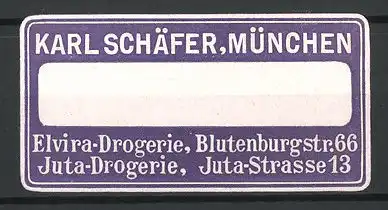 KARL SCHÄFER, MÜNCHEN
Elvira-Drogerie, Blutenburgstr. 66
Juta-Drogerie, Juta-Strasse 13